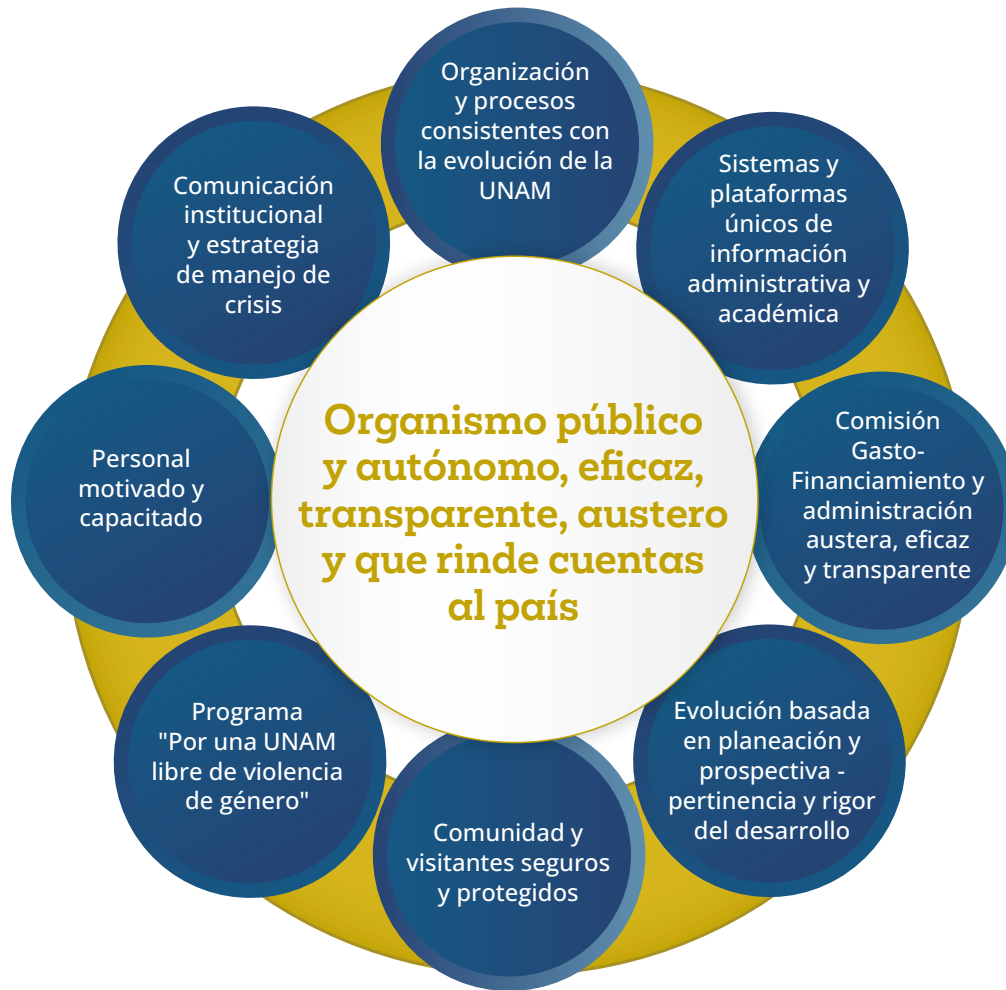 Organización
y procesos
consistentes con
la evolución de la
UNAM
Sistemas y
plataformas
únicos de
información
administrativa y
académica
Comisión
Gasto-
Financiamiento y
administración
austera, eficaz
y transparente
Evolución basada
en planeación y
prospectiva -
pertinencia y rigor
del desarrollo
Comunidad y
visitantes seguros
y protegidos
Programa
"Por una UNAM
libre de violencia
de género"
Personal
motivado y
capacitado
Comunicación
institucional
y estrategia
de manejo de
crisis
Organismo público
y autónomo, eficaz,
transparente, austero
y que rinde cuentas
al país